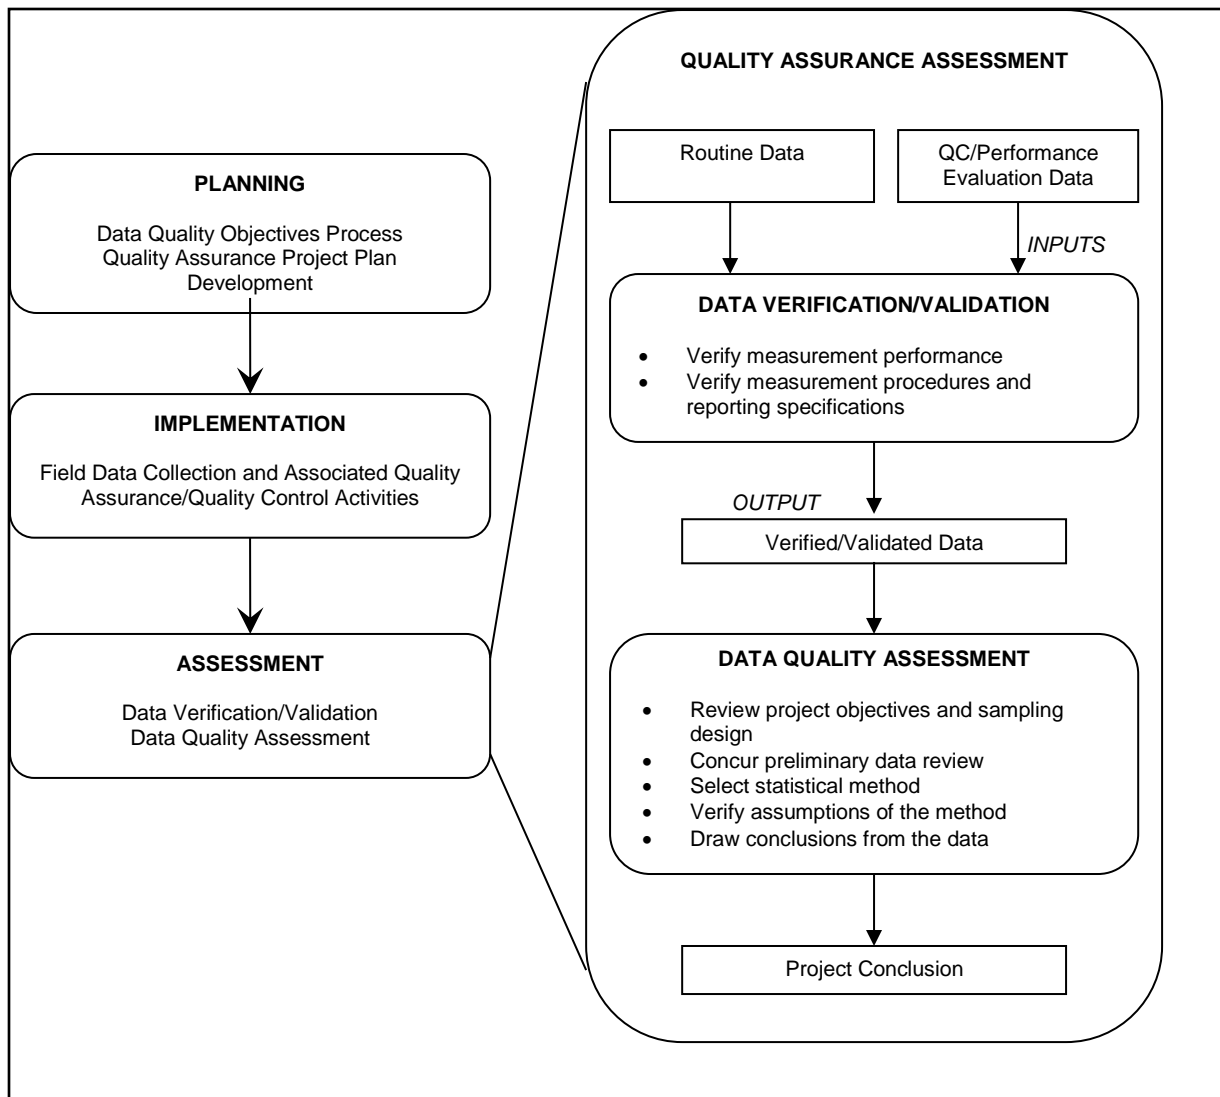 PLANNING
Data Quality Objectives Process
Quality Assurance Project Plan
Development
IMPLEMENTATION
Field Data Collection and Associated Quality
Assurance/Quality Control Activities
ASSESSMENT
Data Verification/Validation
Data Quality Assessment
QUALITY ASSURANCE ASSESSMENT
Routine Data
QC/Performance
Evaluation Data
INPUTS
DATA VERIFICATION/VALIDATION
• Verify measurement performance
• Verify measurement procedures and
reporting specifications
OUTPUT
Verified/Validated Data
DATA QUALITY ASSESSMENT
• Review project objectives and sampling
design
• Concur preliminary data review
• Select statistical method
• Verify assumptions of the method
• Draw conclusions from the data
Project Conclusion